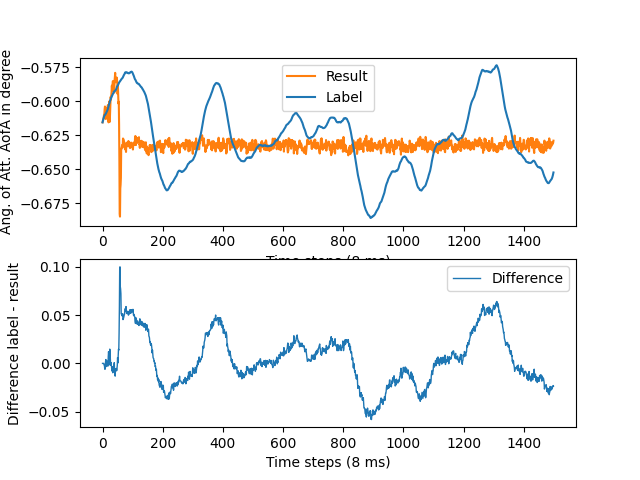 Ang. of Att. AofA in degree
−0.575
−0.600
−0.625
−0.650
−0.675
Result
Label
0 200 400 600 800 1000 1200 1400
Time steps (8 ms)
Difference label - result
0.10
0.05
0.00
−0.05
Difference
0 200 400 600 800 1000 1200 1400
Time steps (8 ms)